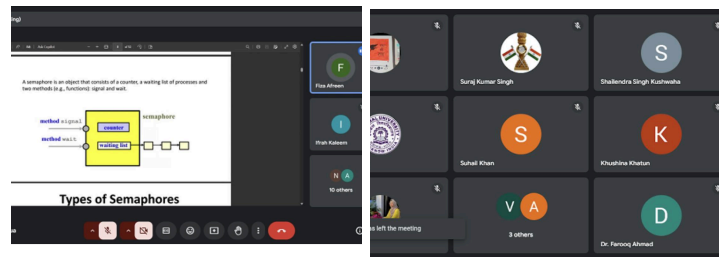 A semaphore is an object that consists of a counter, a waiting list of processes and
two methods (e.g., functions): signal and wait.
semaphore
method signal
counter
method wait
waiting list
Types of Semaphores
F
Fiza Afreen
I
Ifrah Kaleem
N A
10 others
Suraj Kumar Singh
S
Shailendra Singh Kushwaha
S
Suhail Khan
K
Khushina Khatun
V A
3 others
D
Dr. Farooq Ahmad
left the meeting